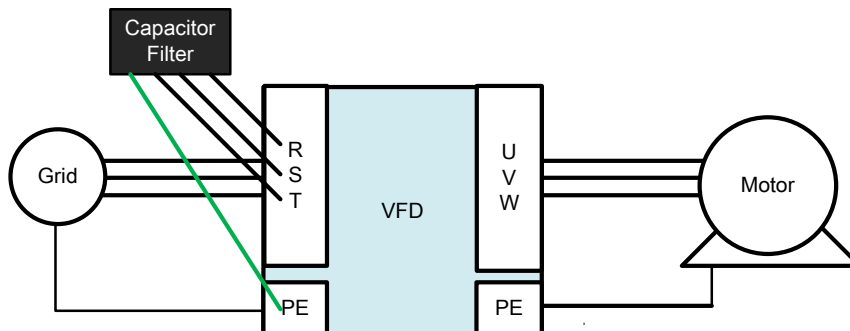 Capacitor
Filter
Grid
R
S
T
VFD
U
V
W
Motor
PE
PE